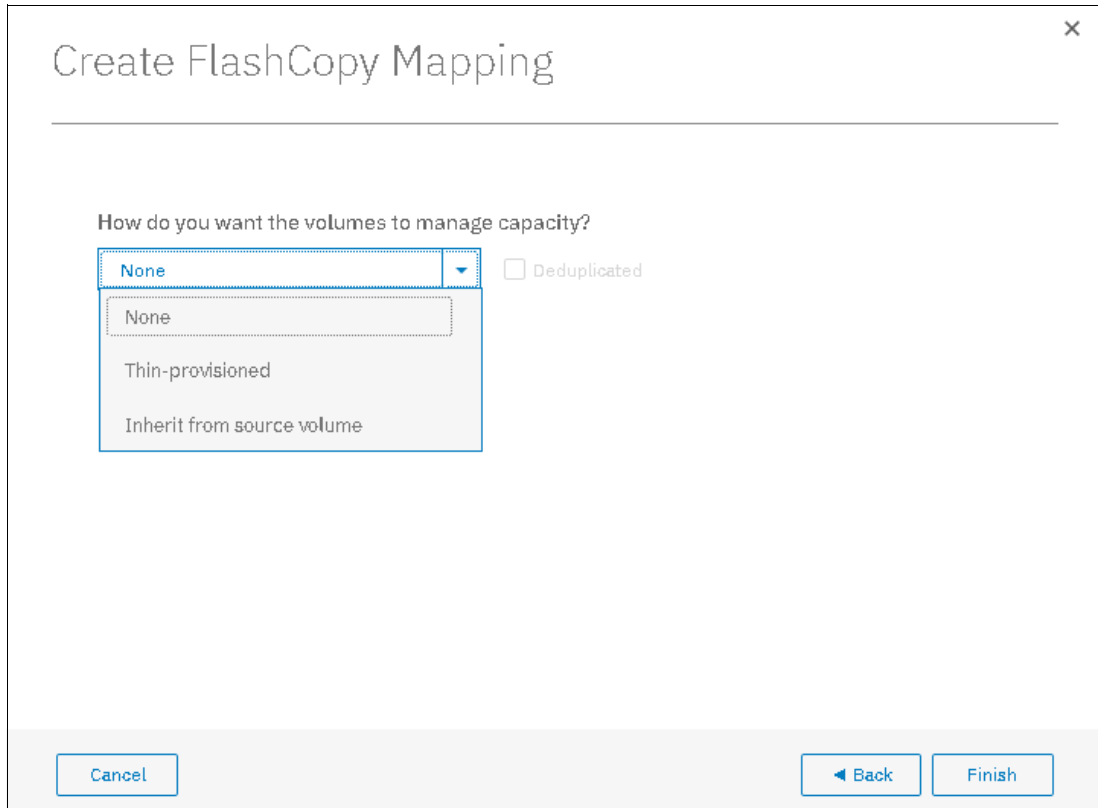 Create FlashCopy Mapping
How do you want the volumes to manage capacity?
None
Deduplicated
None
Thin-provisioned
Inherit from source volume
Cancel
Back
Finish